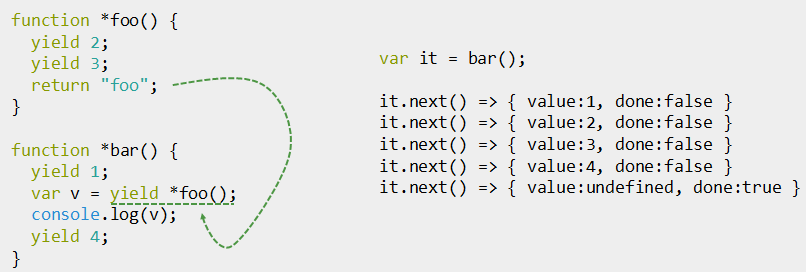 function *foo() {
  yield 2;
  yield 3;
  return "foo";
}
function *bar() {
  yield 1;
  var v = yield *foo();
  console.log(v);
  yield 4;
}
var it = bar();
it.next() => { value:1, done:false }
it.next() => { value:2, done:false }
it.next() => { value:3, done:false }
it.next() => { value:4, done:false }
it.next() => { value:undefined, done:true }